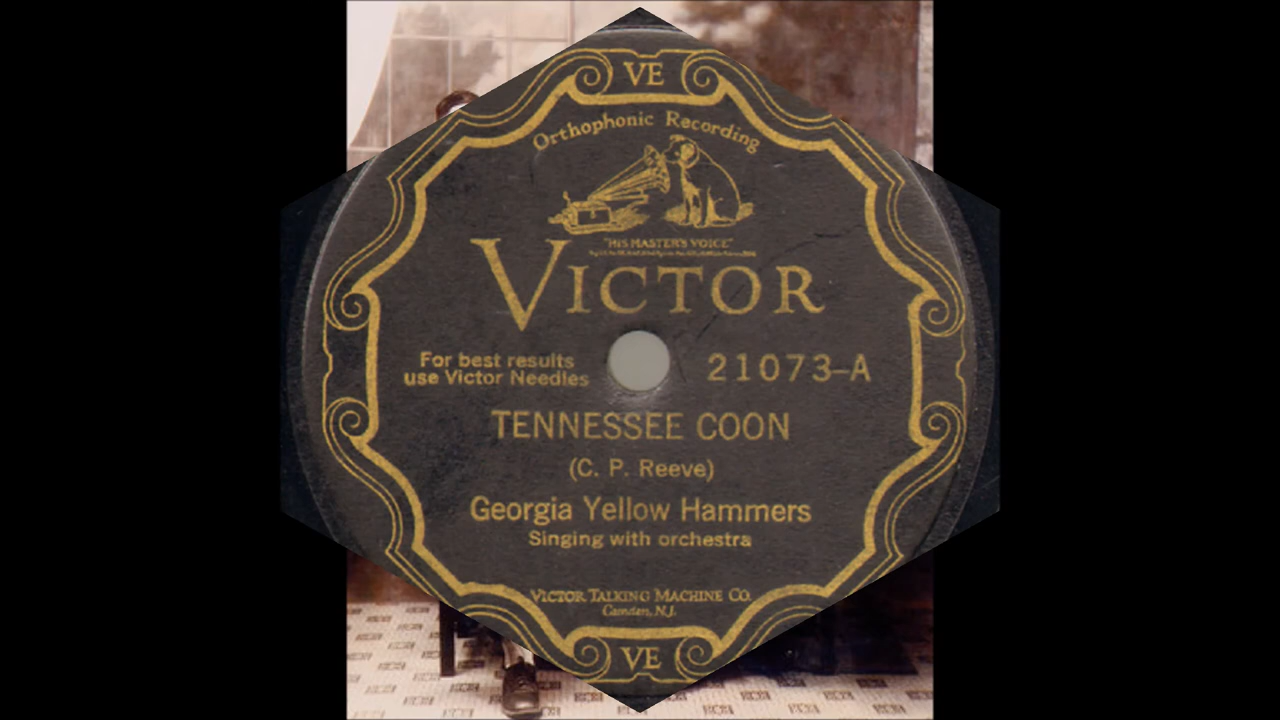 VE
Orthophonic Recording
"HIS MASTER'S VOICE"
VICTOR
For best results
use Victor Needles
21073-A
TENNESSEE COON
(C. P. Reeve)
Georgia Yellow Hammers
Singing with orchestra
VICTOR TALKING MACHINE CO.
Camden, N.J.
VE